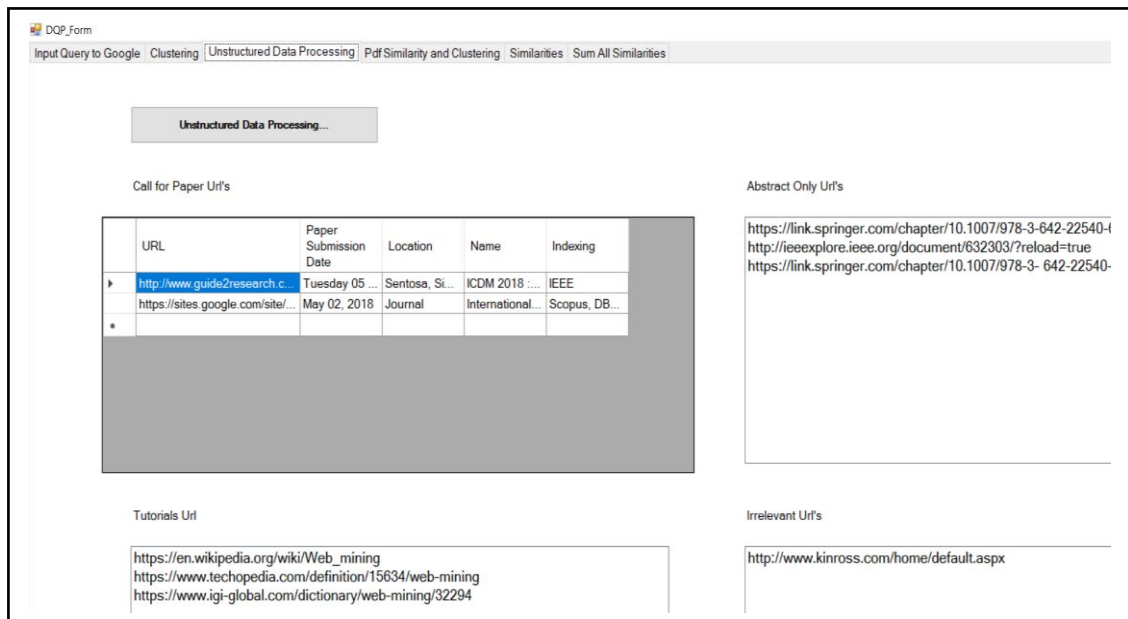 DQP_Form
Input Query to Google Clustering Unstructured Data Processing Pdf Similarity and Clustering Similarities Sum All Similarities
Unstructured Data Processing...
Call for Paper Url's
URL Paper Submission Date Location Name Indexing
http://www.guide2research.c... Tuesday 05 ... Sentosa, Si... ICDM 2018 :... IEEE
https://sites.google.com/site/... May 02, 2018 Journal International... Scopus, DB...
Abstract Only Url's
https://link.springer.com/chapter/10.1007/978-3-642-22540-6
http://ieeexplore.ieee.org/document/632303/?reload=true
https://link.springer.com/chapter/10.1007/978-3- 642-22540-
Tutorials Url
https://en.wikipedia.org/wiki/Web_mining
https://www.techopedia.com/definition/15634/web-mining
https://www.igi-global.com/dictionary/web-mining/32294
Irrelevant Url's
http://www.kinross.com/home/default.aspx